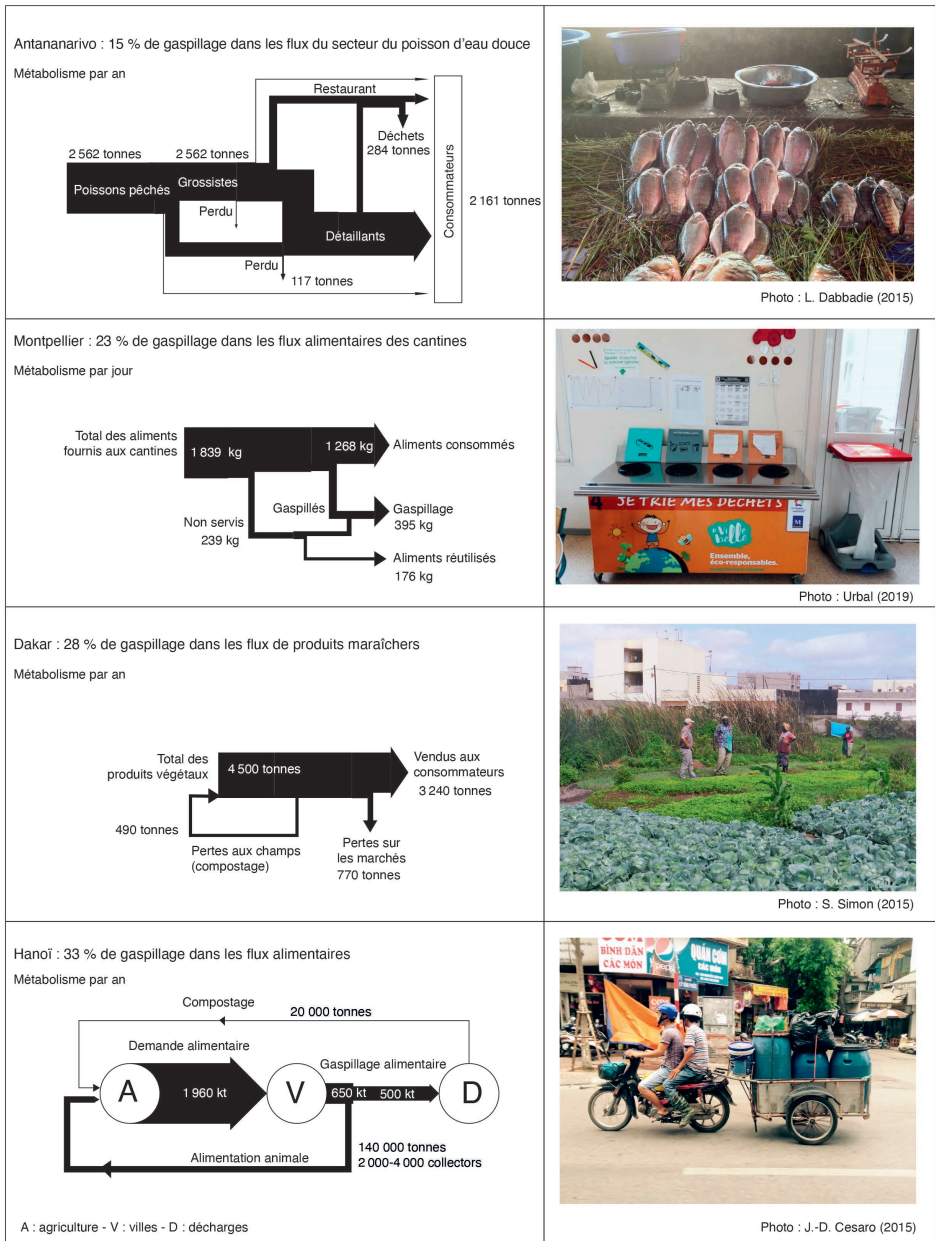 Antananarivo : 15 % de gaspillage dans les flux du secteur du poisson d'eau douce
Métabolisme par an
Restaurant
Déchets
284 tonnes
2 562 tonnes
2 562 tonnes
Poissons pêchés
Grossistes
Perdu
Détaillants
Perdu
117 tonnes
Consommateurs
2 161 tonnes
Photo : L. Dabbadie (2015)
Montpellier : 23 % de gaspillage dans les flux alimentaires des cantines
Métabolisme par jour
Total des aliments
fournis aux cantines
1 839 kg
1 268 kg
Aliments consommés
Non servis
239 kg
Gaspillés
Gaspillage
395 kg
Aliments réutilisés
176 kg
JE TRIE MES DECHETS
Ensemble,
éco-responsables.
Photo : Urbal (2019)
Dakar : 28 % de gaspillage dans les flux de produits maraîchers
Métabolisme par an
Total des
produits végétaux
4 500 tonnes
Vendus aux
consommateurs
3 240 tonnes
490 tonnes
Pertes aux champs
(compostage)
Pertes sur
les marchés
770 tonnes
Photo : S. Simon (2015)
Hanoï : 33 % de gaspillage dans les flux alimentaires
Métabolisme par an
Compostage
20 000 tonnes
Demande alimentaire
Gaspillage alimentaire
A
1 960 kt
V
650 kt
500 kt
D
140 000 tonnes
2 000-4 000 collectors
Alimentation animale
A : agriculture - V : villes - D : décharges
BÌNH DÂN
CÁC MÓN
QUÁN CƠM
CÁC MÓN
Photo : J.-D. Cesaro (2015)